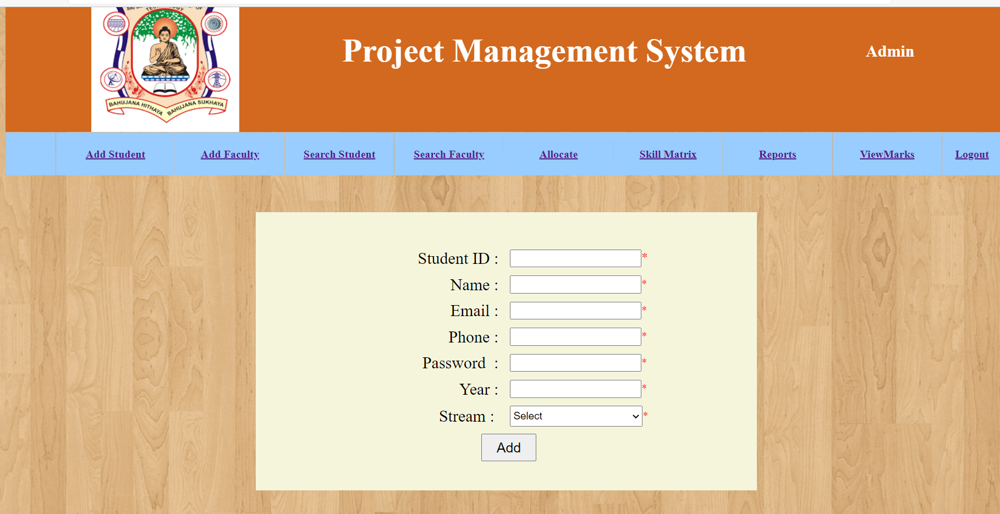 TECHNOLOGY
BAHUJANA HITHAYA BAHUJANA SUKHAYA
Project Management System
Admin
Add Student Add Faculty Search Student Search Faculty Allocate Skill Matrix Reports ViewMarks Logout
Student ID : *
Name : *
Email : *
Phone : *
Password : *
Year : *
Stream : Select *
Add